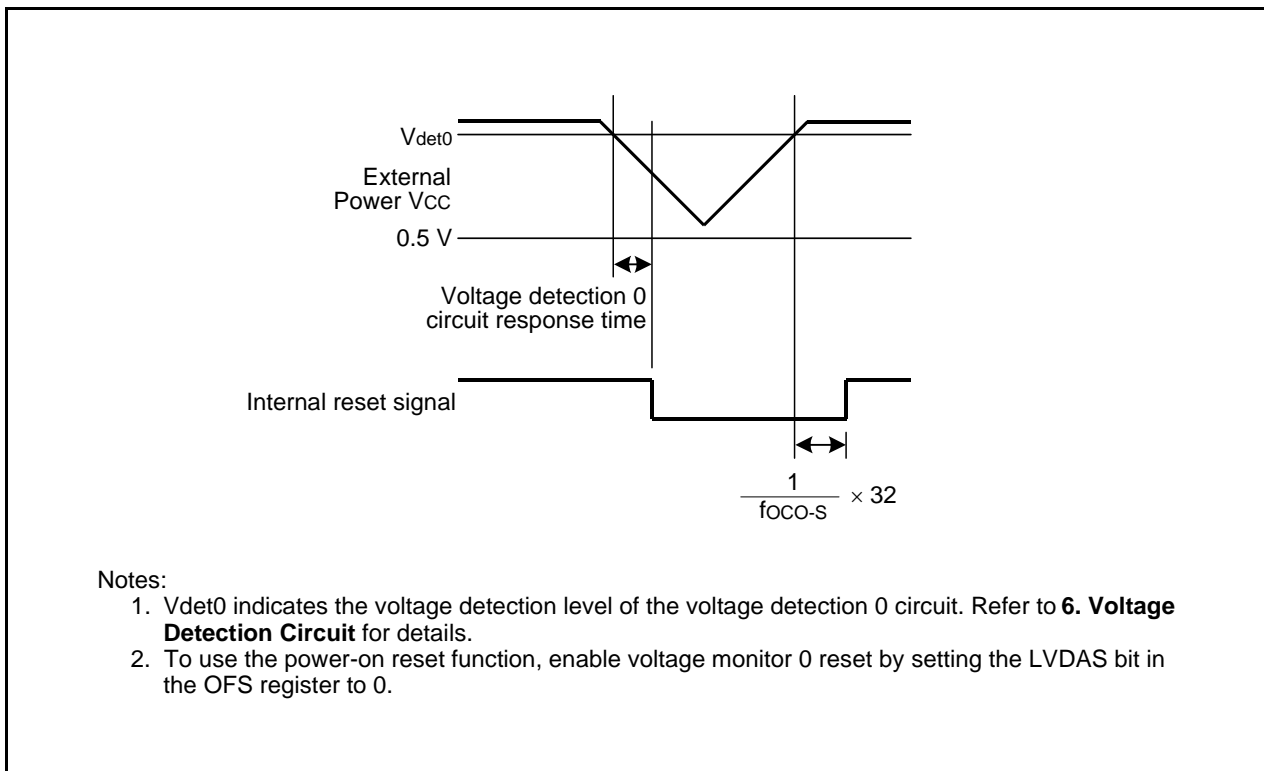 Vdet0
External
Power VCC
0.5 V
Voltage detection 0
circuit response time
Internal reset signal
1
fOCO-S
× 32
Notes:
1. Vdet0 indicates the voltage detection level of the voltage detection 0 circuit. Refer to 6. Voltage
Detection Circuit for details.
2. To use the power-on reset function, enable voltage monitor 0 reset by setting the LVDAS bit in
the OFS register to 0.